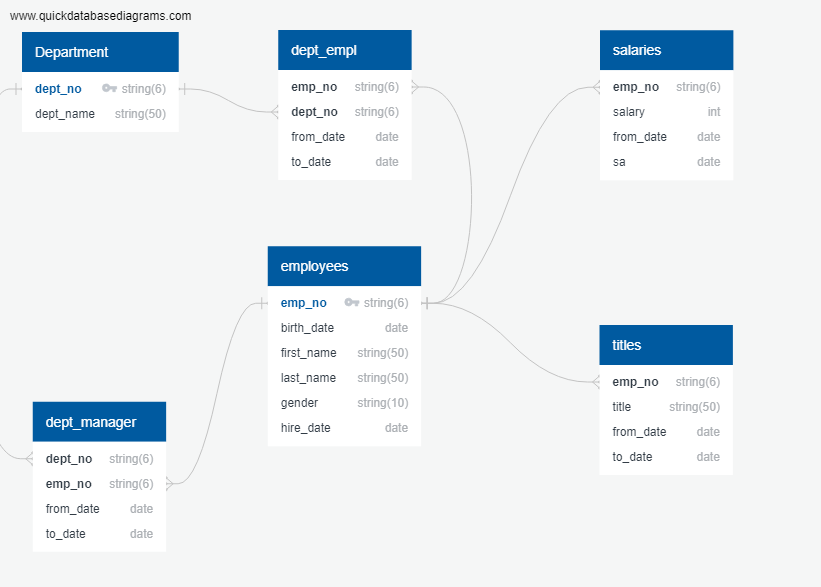 www.quickdatabasediagrams.com
Department
dept_no string(6)
dept_name string(50)
dept_empl
emp_no string(6)
dept_no string(6)
from_date date
to_date date
salaries
emp_no string(6)
salary int
from_date date
sa date
employees
emp_no string(6)
birth_date date
first_name string(50)
last_name string(50)
gender string(10)
hire_date date
titles
emp_no string(6)
title string(50)
from_date date
to_date date
dept_manager
dept_no string(6)
emp_no string(6)
from_date date
to_date date